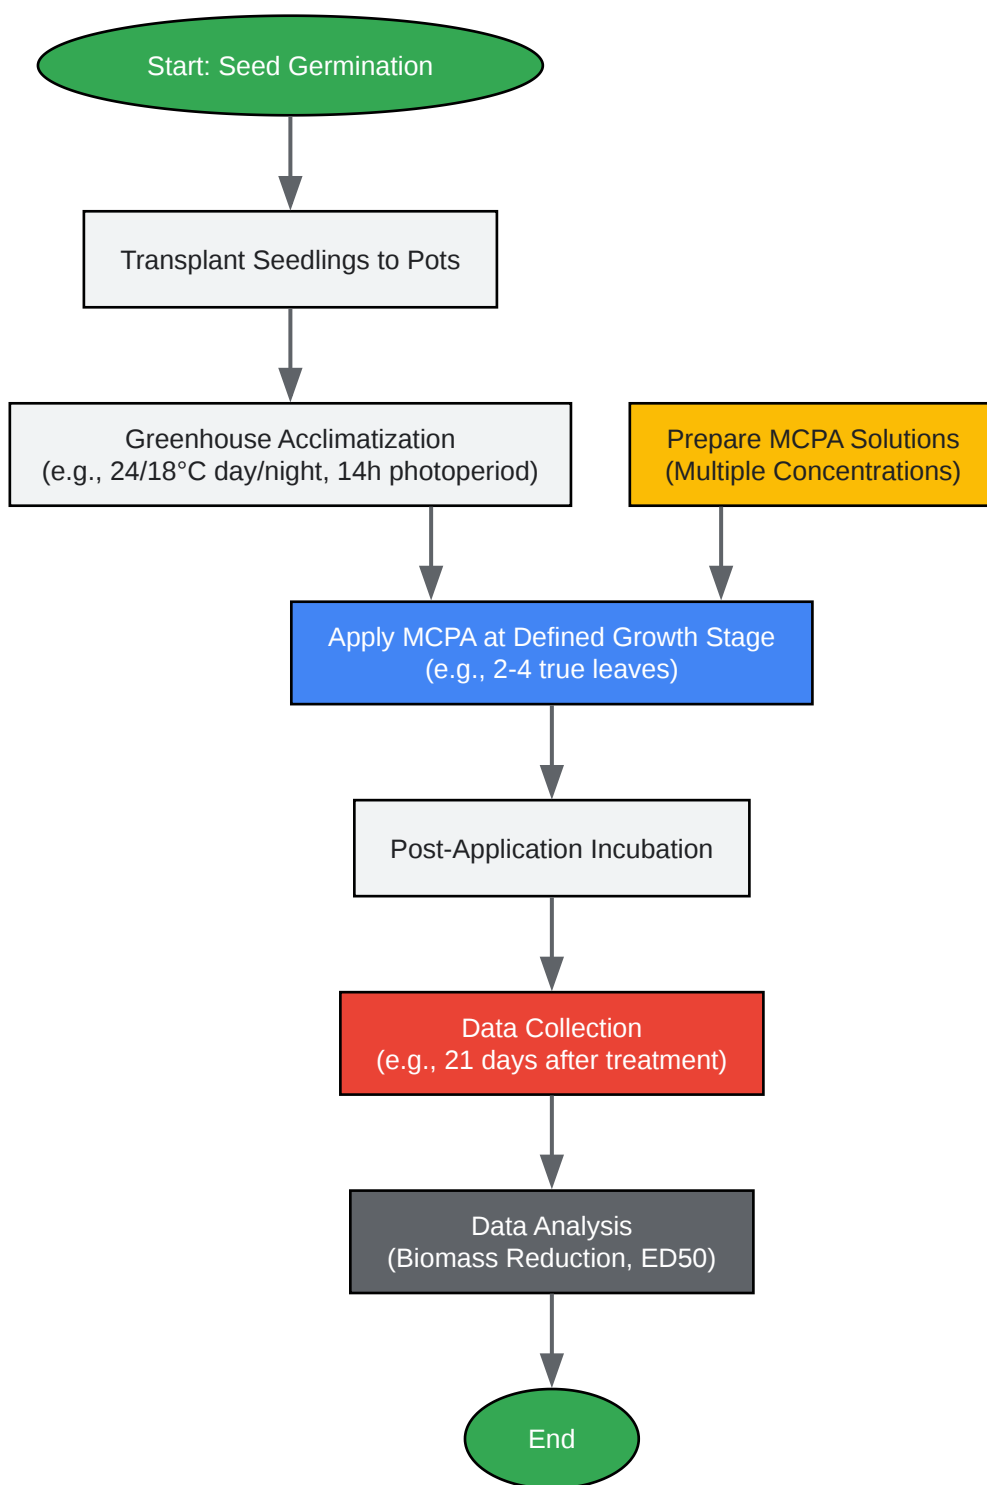 Start: Seed Germination
Transplant Seedlings to Pots
Greenhouse Acclimatization
(e.g., 24/18°C day/night, 14h photoperiod)
Prepare MCPA Solutions
(Multiple Concentrations)
Apply MCPA at Defined Growth Stage
(e.g., 2-4 true leaves)
Post-Application Incubation
Data Collection
(e.g., 21 days after treatment)
Data Analysis
(Biomass Reduction, ED50)
End